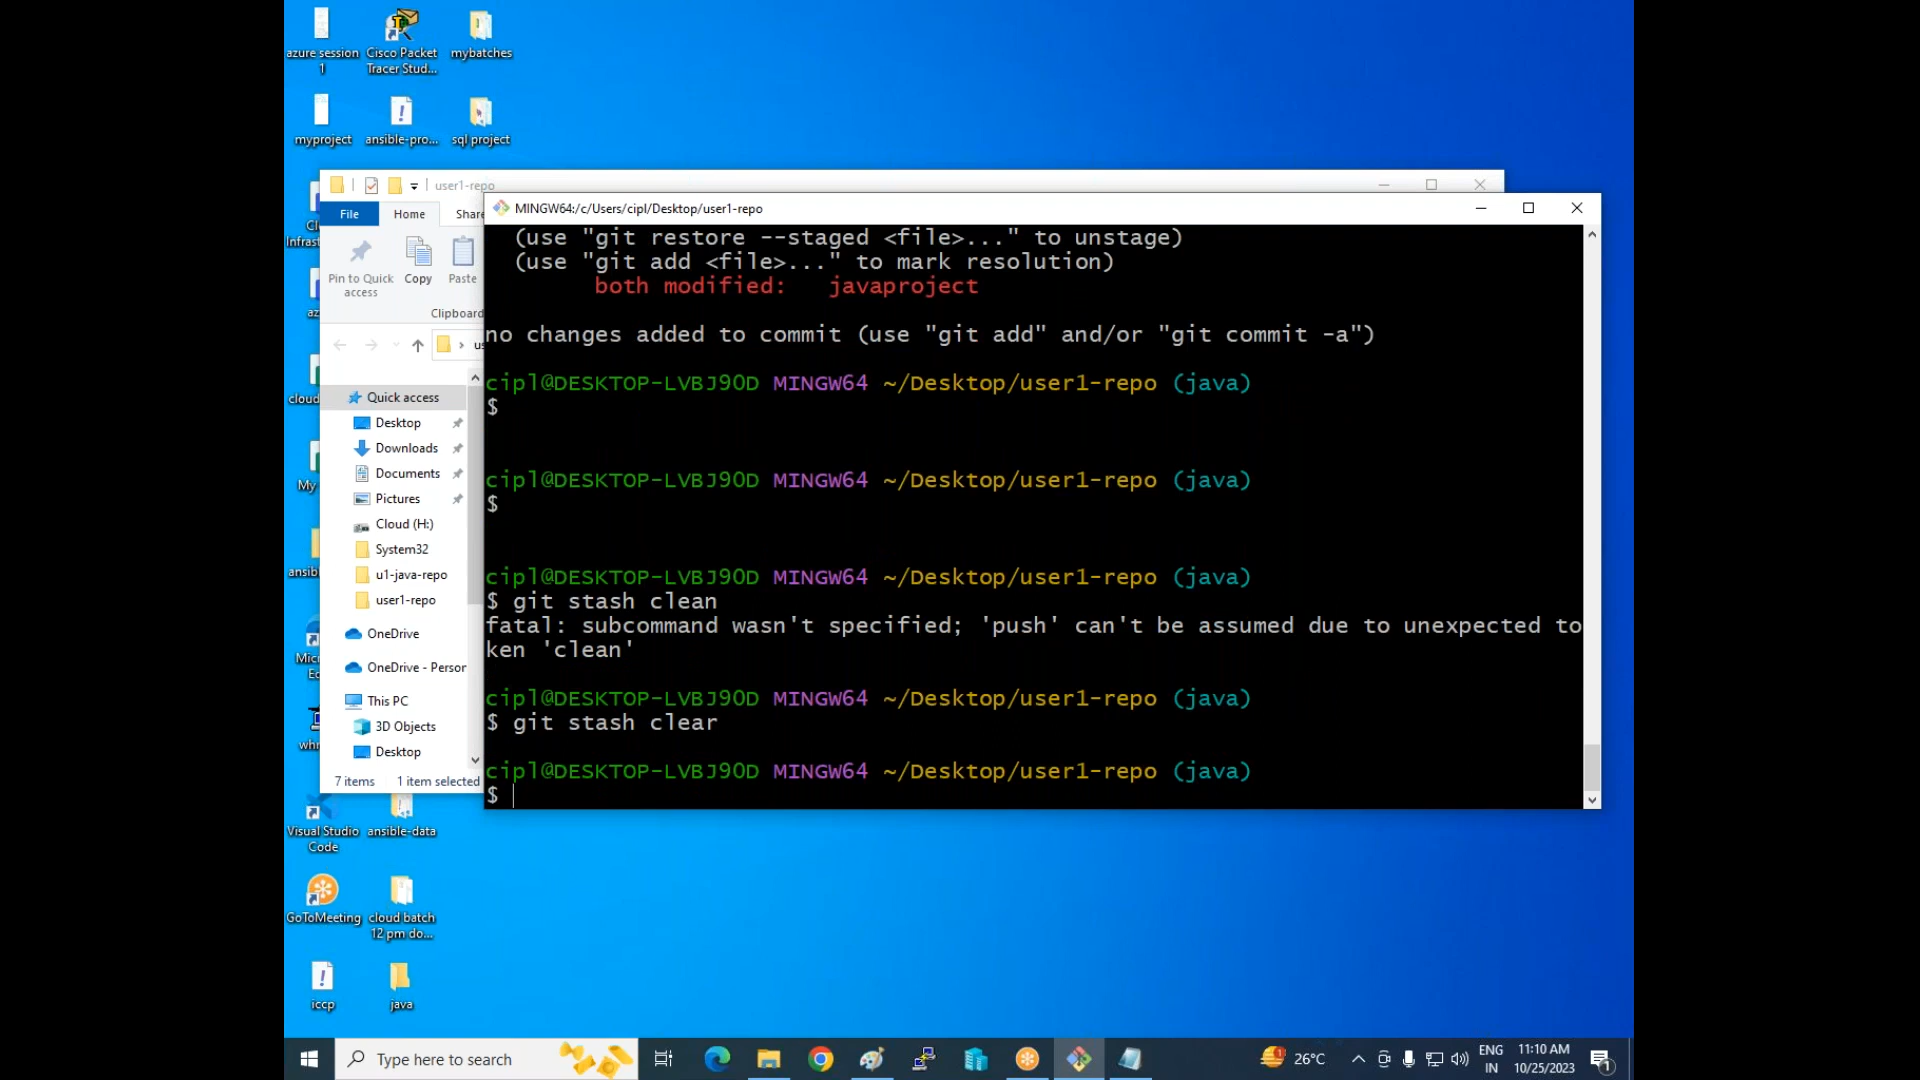 azure session
1
Cisco Packet
Tracer Stud...
mybatches
myproject
ansible-pro...
sql project
user1-repo
File
Home
Share
Pin to Quick
access
Copy
Paste
Clipboard
MINGW64:/c/Users/cipl/Desktop/user1-repo
(use "git restore --staged <file>..." to unstage)
(use "git add <file>..." to mark resolution)
both modified:   javaproject
no changes added to commit (use "git add" and/or "git commit -a")
cipl@DESKTOP-LVBJ9OD MINGW64 ~/Desktop/user1-repo (java)
$
cipl@DESKTOP-LVBJ9OD MINGW64 ~/Desktop/user1-repo (java)
$
cipl@DESKTOP-LVBJ9OD MINGW64 ~/Desktop/user1-repo (java)
$ git stash clean
fatal: subcommand wasn't specified; 'push' can't be assumed due to unexpected to
ken 'clean'
cipl@DESKTOP-LVBJ9OD MINGW64 ~/Desktop/user1-repo (java)
$ git stash clear
cipl@DESKTOP-LVBJ9OD MINGW64 ~/Desktop/user1-repo (java)
$
Quick access
Desktop
Downloads
Documents
Pictures
Cloud (H:)
System32
u1-java-repo
user1-repo
OneDrive
OneDrive - Person
This PC
3D Objects
Desktop
7 items
1 item selected
cloud
My
Visual Studio
Code
ansible-data
GoToMeeting
cloud batch
12 pm do...
iccp
java
Type here to search
26°C
ENG
IN
11:10 AM
10/25/2023
1